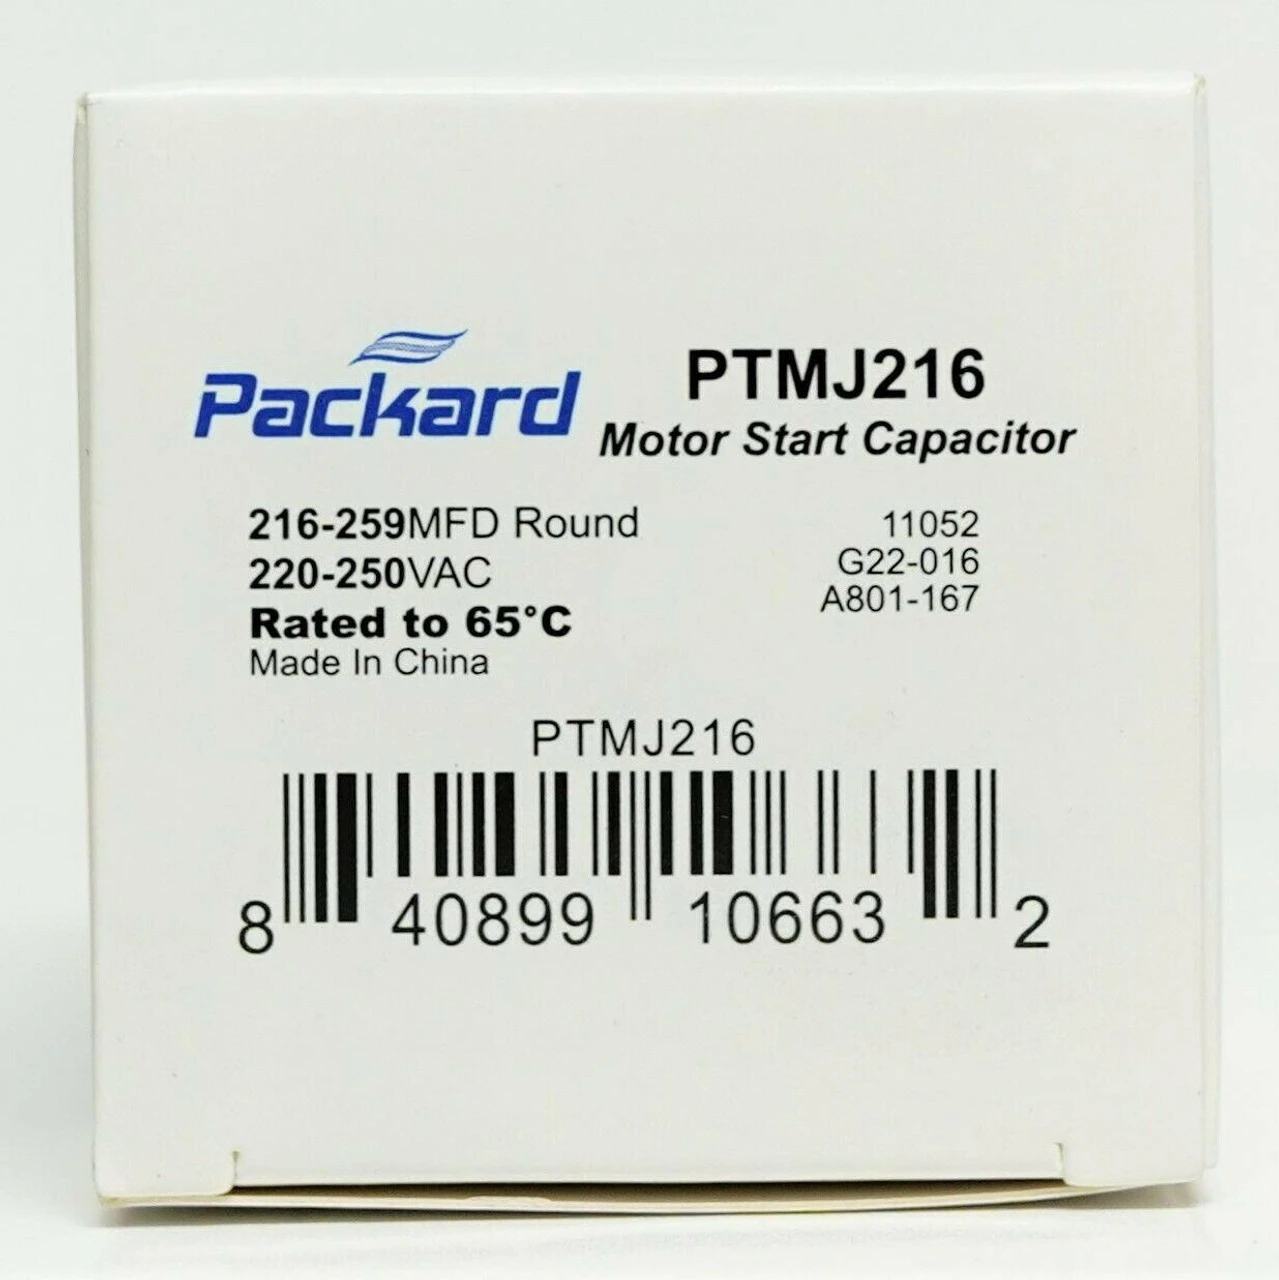 Packard
PTMJ216
Motor Start Capacitor
216-259MFD Round
220-250VAC
Rated to 65°C
Made In China
11052
G22-016
A801-167
PTMJ216
8 40899 10663 2